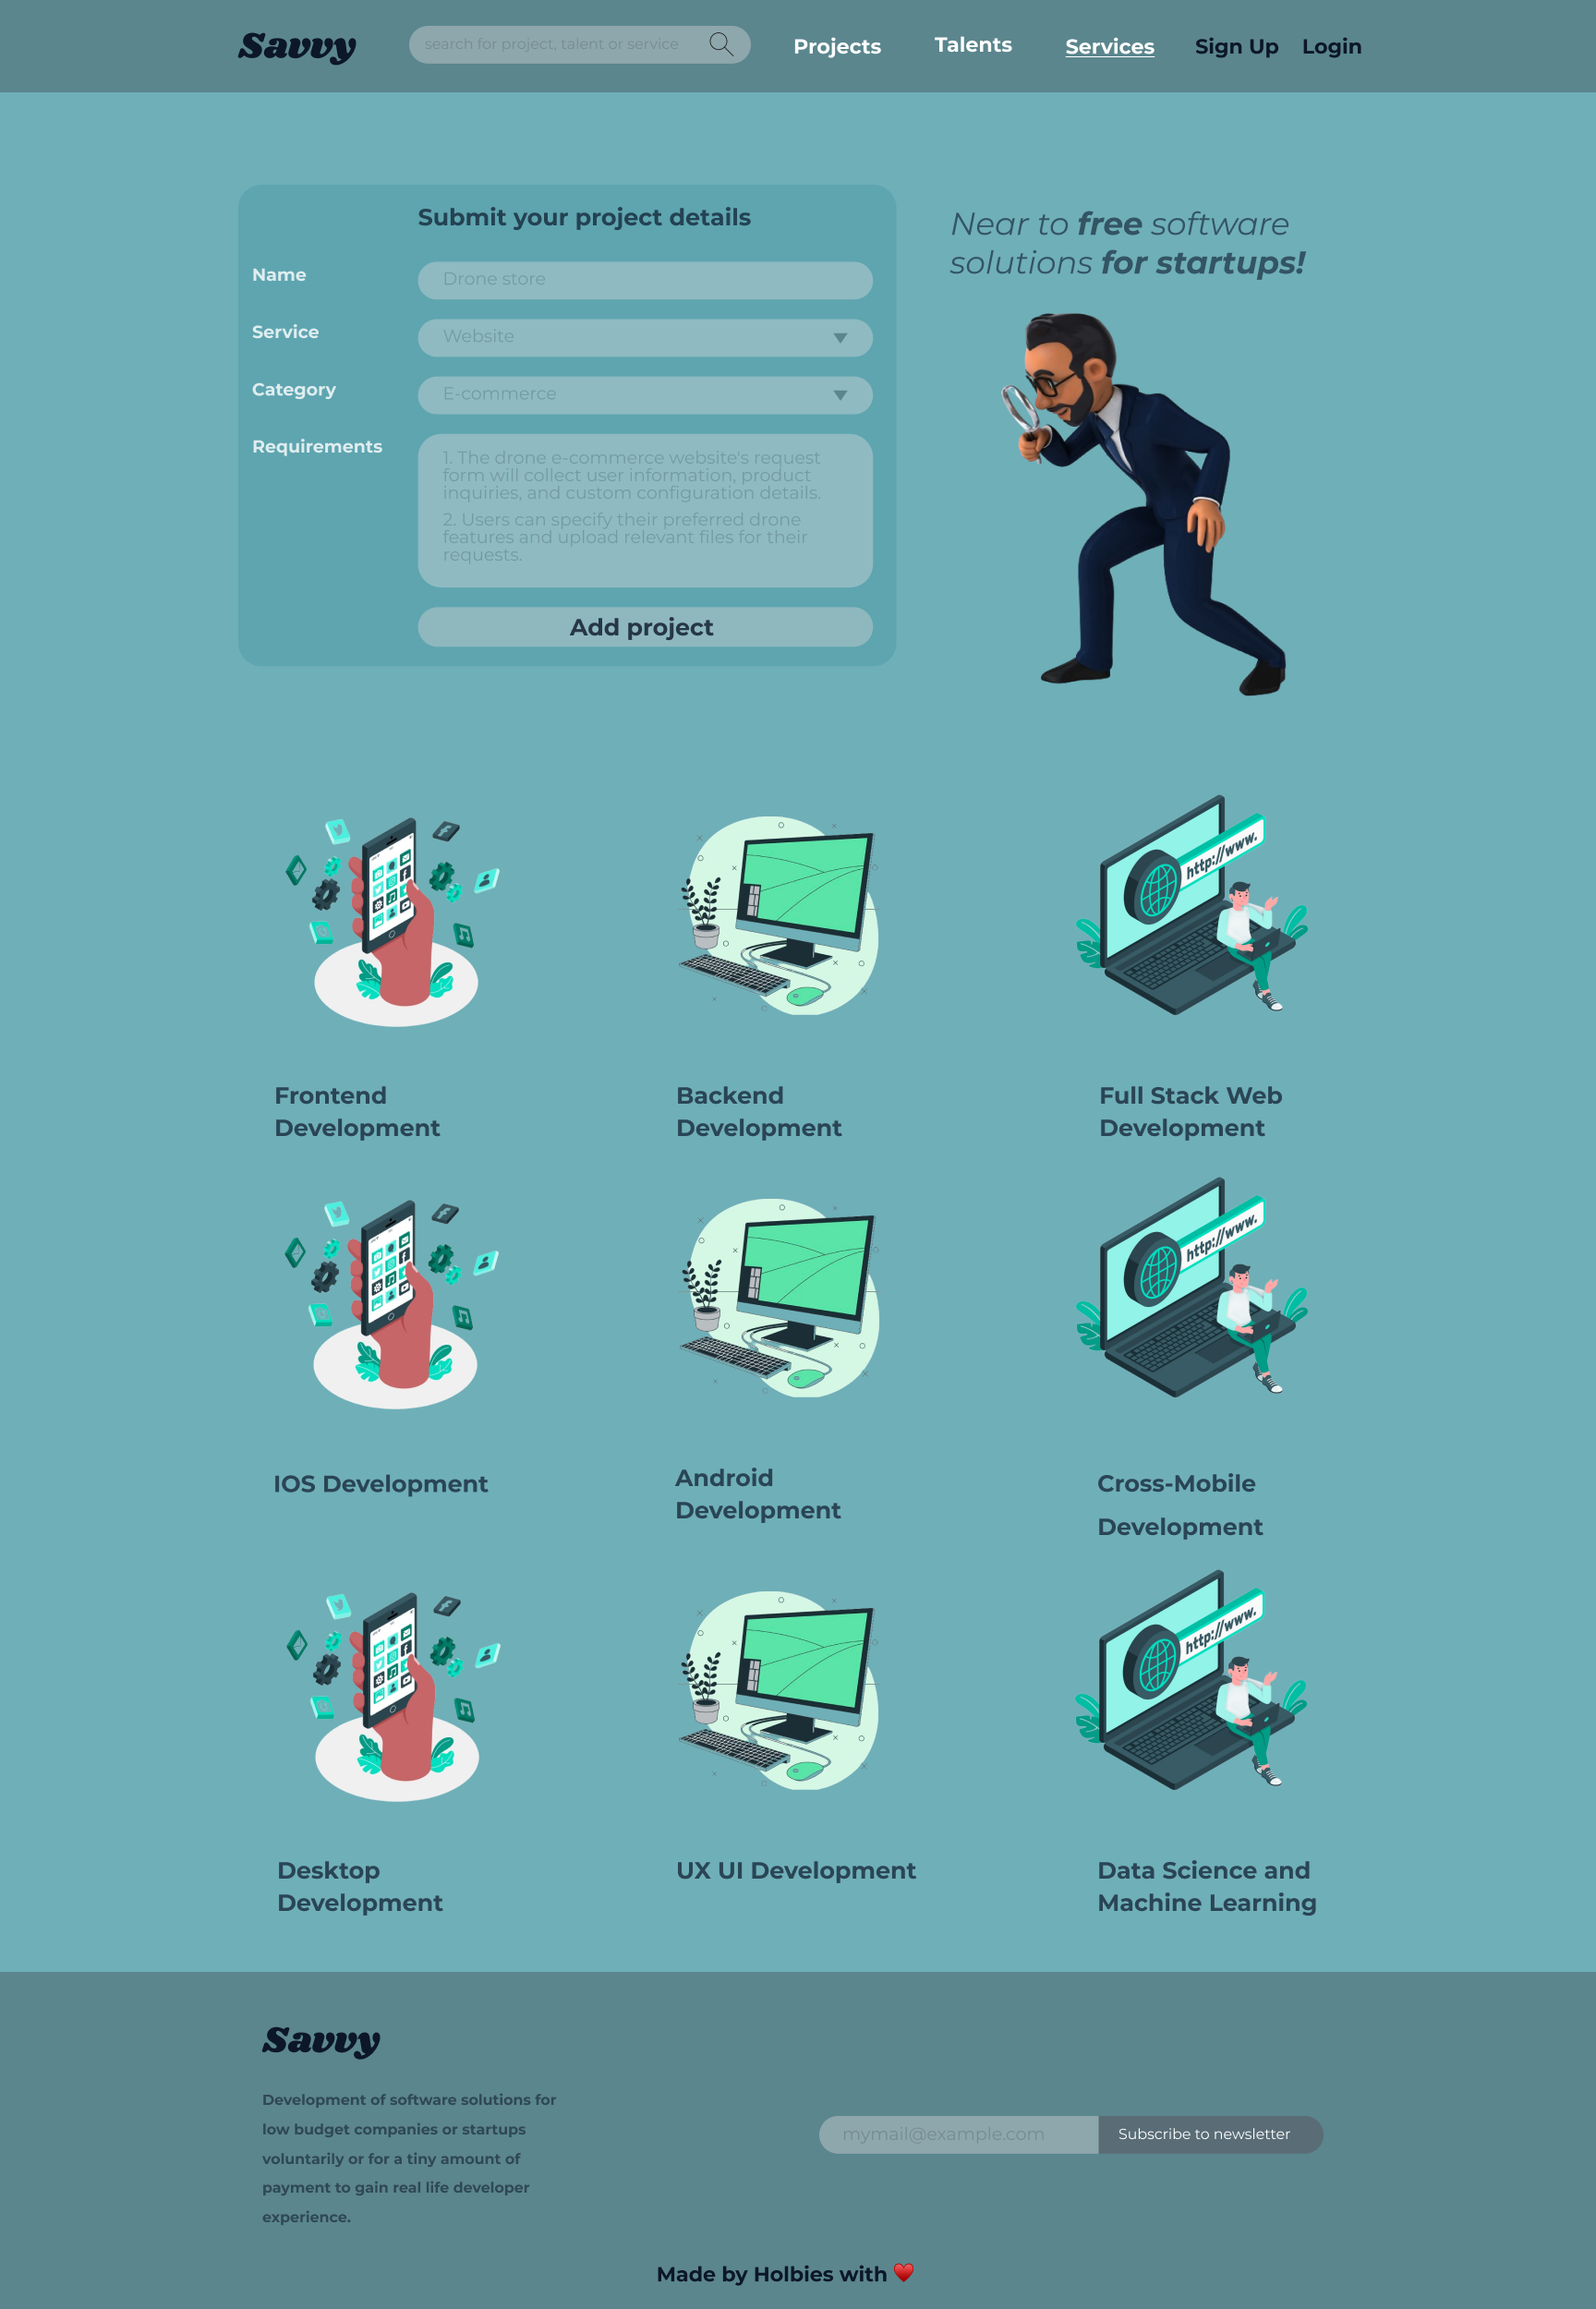 Savvy
search for project, talent or service
Projects
Talents
Services
Sign Up
Login
Submit your project details
Name
Drone store
Service
Website
Category
E-commerce
Requirements
1. The drone e-commerce website's request
form will collect user information, product
inquiries, and custom configuration details.
2. Users can specify their preferred drone
features and upload relevant files for their
requests.
Add project
Near to free software
solutions for startups!
http://www.
Frontend
Development
Backend
Development
Full Stack Web
Development
http://www.
IOS Development
Android
Development
Cross-Mobile
Development
http://www.
Desktop
Development
UX UI Development
Data Science and
Machine Learning
Savvy
Development of software solutions for
low budget companies or startups
voluntarily or for a tiny amount of
payment to gain real life developer
experience.
mymail@example.com
Subscribe to newsletter
Made by Holbies with ♥